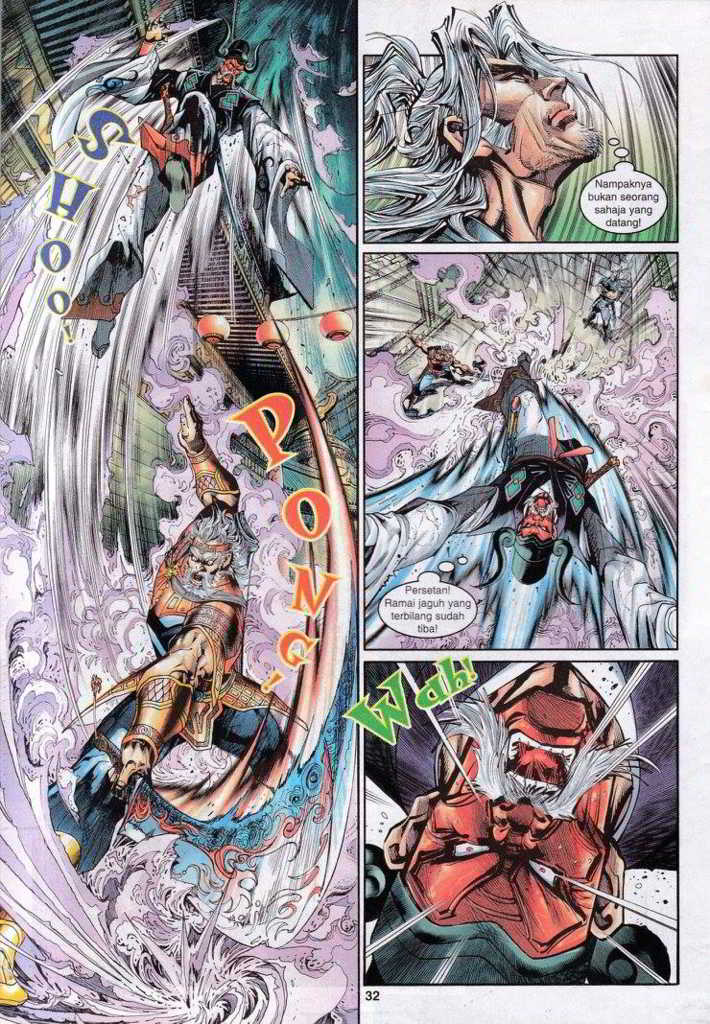 SHOO!
PONG!
Nampaknya
bukan seorang
sahaja yang
datang!
Persetan!
Ramai jaguh yang
terbilang sudah
tiba!
Wah!
32